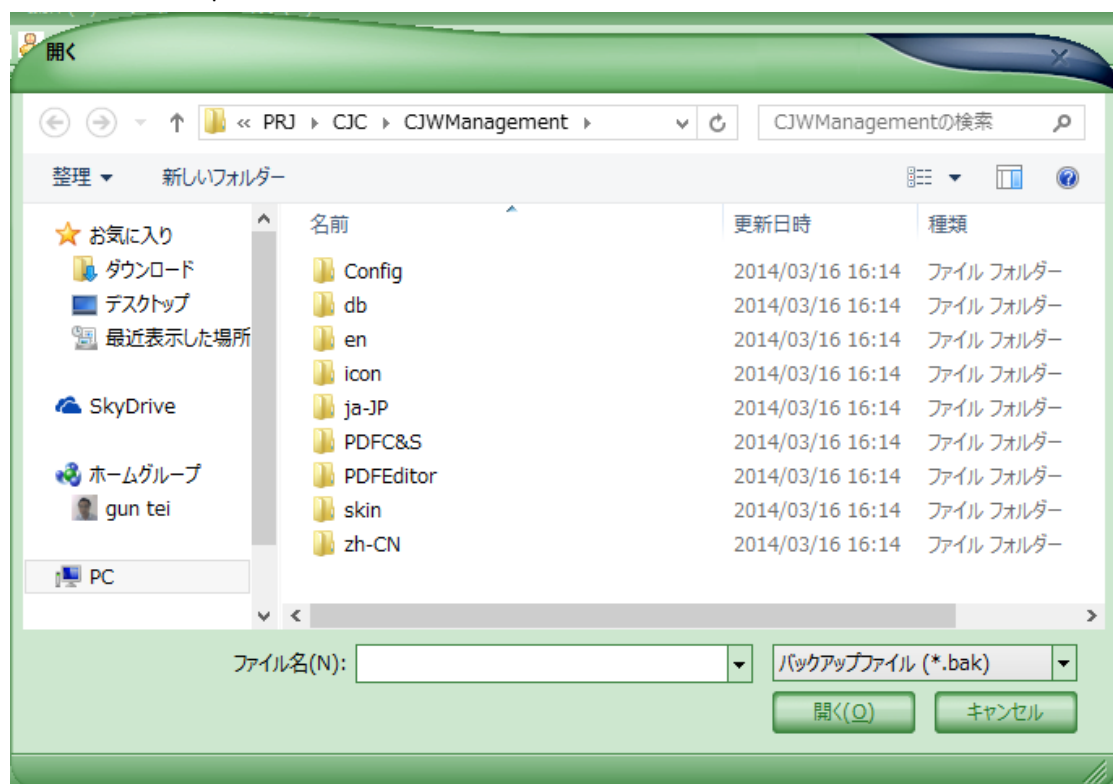 開く
« PRJ ▸ CJC ▸ CJWManagement ▸
CJWManagementの検索
整理 ▼ 新しいフォルダー
名前 更新日時 種類
お気に入り
ダウンロード
デスクトップ
最近表示した場所
SkyDrive
ホームグループ
gun tei
PC
Config 2014/03/16 16:14 ファイル フォルダー
db 2014/03/16 16:14 ファイル フォルダー
en 2014/03/16 16:14 ファイル フォルダー
icon 2014/03/16 16:14 ファイル フォルダー
ja-JP 2014/03/16 16:14 ファイル フォルダー
PDFC&S 2014/03/16 16:14 ファイル フォルダー
PDFEditor 2014/03/16 16:14 ファイル フォルダー
skin 2014/03/16 16:14 ファイル フォルダー
zh-CN 2014/03/16 16:14 ファイル フォルダー
ファイル名(N): バックアップファイル (*.bak)
開く(O) キャンセル